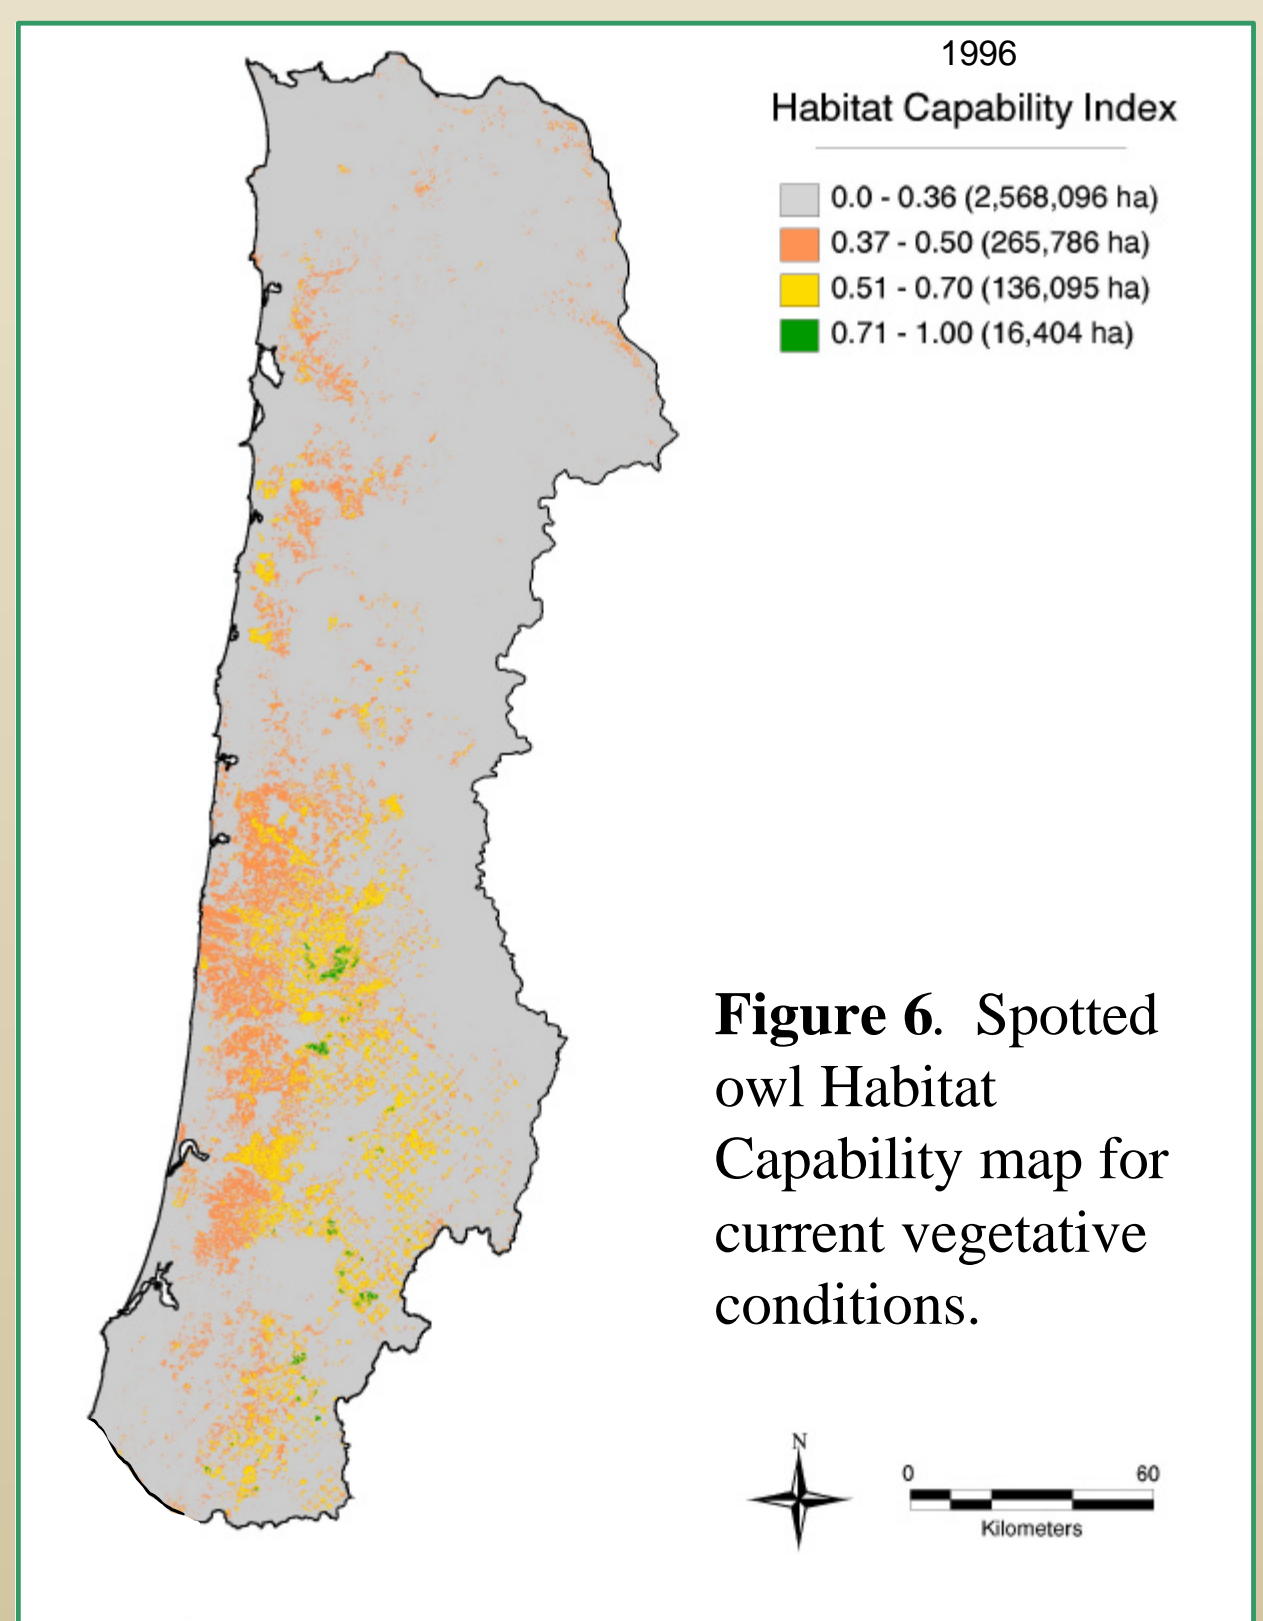 1996
Habitat Capability Index
0.0 - 0.36 (2,568,096 ha)
0.37 - 0.50 (265,786 ha)
0.51 - 0.70 (136,095 ha)
0.71 - 1.00 (16,404 ha)
Figure 6. Spotted
owl Habitat
Capability map for
current vegetative
conditions.
N
0 60
Kilometers